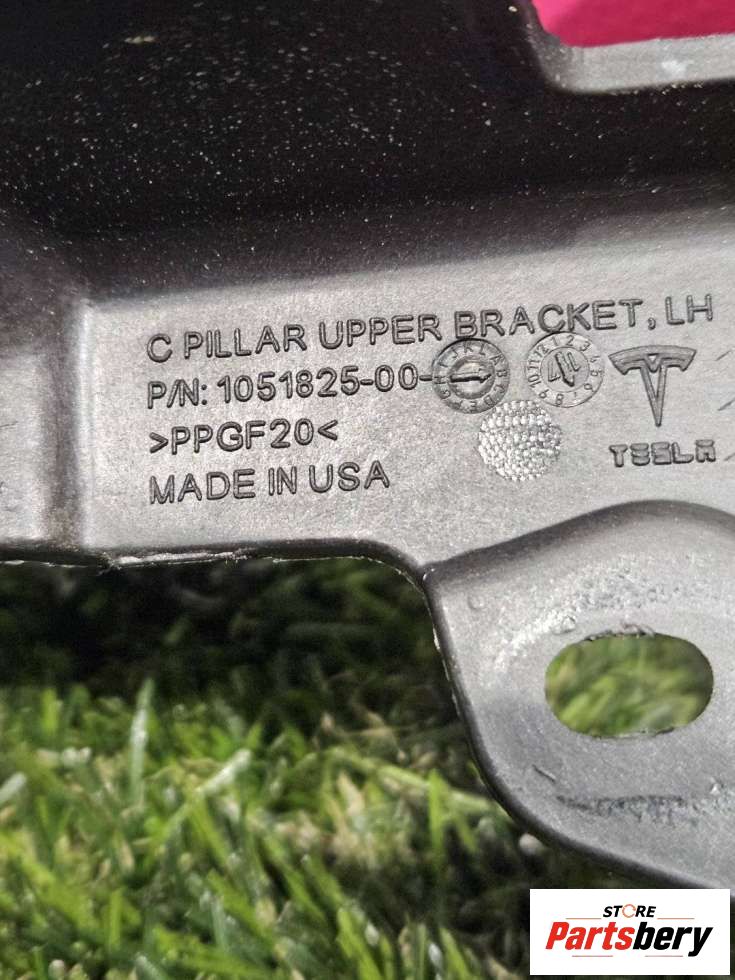 C PILLAR UPPER BRACKET, LH
P/N: 1051825-00-
>PPGF20<
MADE IN USA
TESLA
STORE
Partsbery